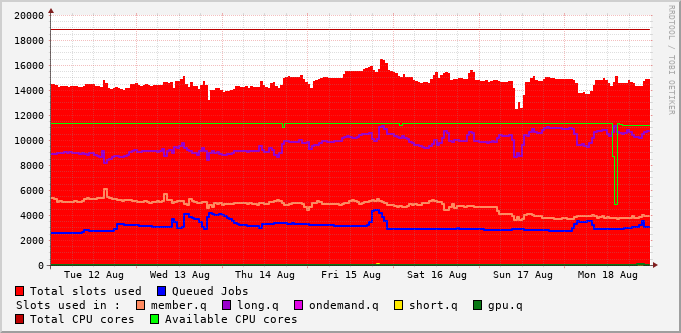 20000
18000
16000
14000
12000
10000
8000
6000
4000
2000
0
Tue 12 Aug Wed 13 Aug Thu 14 Aug Fri 15 Aug Sat 16 Aug Sun 17 Aug Mon 18 Aug
Total slots used Queued Jobs
Slots used in : member.q long.q ondemand.q short.q gpu.q
Total CPU cores Available CPU cores
RRDTOOL / TOBI OETIKER